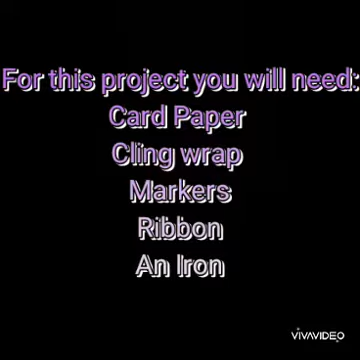 For this project you will need:
Card Paper
Cling wrap
Markers
Ribbon
An Iron
VIVAVIDEO